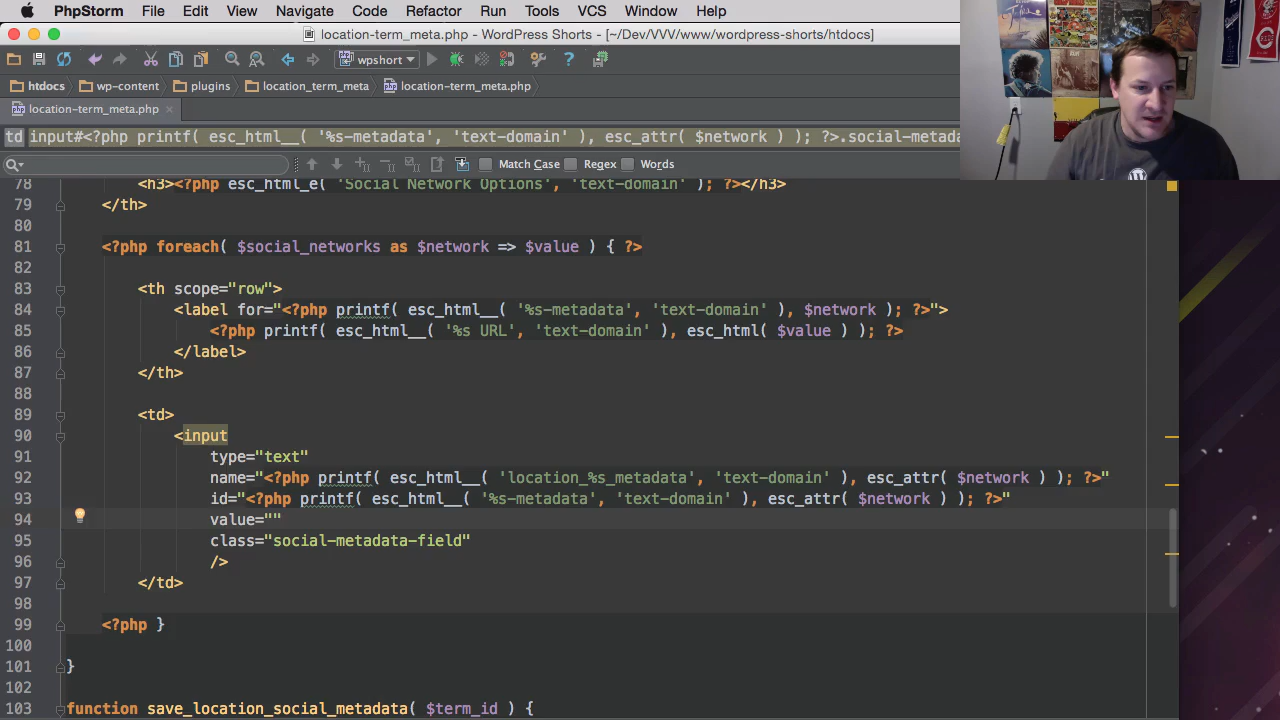 PhpStorm File Edit View Navigate Code Refactor Run Tools VCS Window Help
location-term_meta.php - WordPress Shorts - [~/Dev/VVV/www/wordpress-shorts/htdocs]
wpshort
htdocs wp-content plugins location_term_meta location-term_meta.php
location-term_meta.php
td input#<?php printf( esc_html__( '%s-metadata', 'text-domain' ), esc_attr( $network ) ); ?>.social-metada
Match Case Regex Words
78 <h3><?php esc_html_e( 'Social Network Options', 'text-domain' ); ?></h3>
79 </th>
80
81 <?php foreach( $social_networks as $network => $value ) { ?>
82
83 <th scope="row">
84 <label for="<?php printf( esc_html__( '%s-metadata', 'text-domain' ), $network ); ?>">
85 <?php printf( esc_html__( '%s URL', 'text-domain' ), esc_html( $value ) ); ?>
86 </label>
87 </th>
88
89 <td>
90 <input
91 type="text"
92 name="<?php printf( esc_html__( 'location_%s_metadata', 'text-domain' ), esc_attr( $network ) ); ?>"
93 id="<?php printf( esc_html__( '%s-metadata', 'text-domain' ), esc_attr( $network ) ); ?>"
94 value=""
95 class="social-metadata-field"
96 />
97 </td>
98
99 <?php }
100
101 }
102
103 function save_location_social_metadata( $term_id ) {